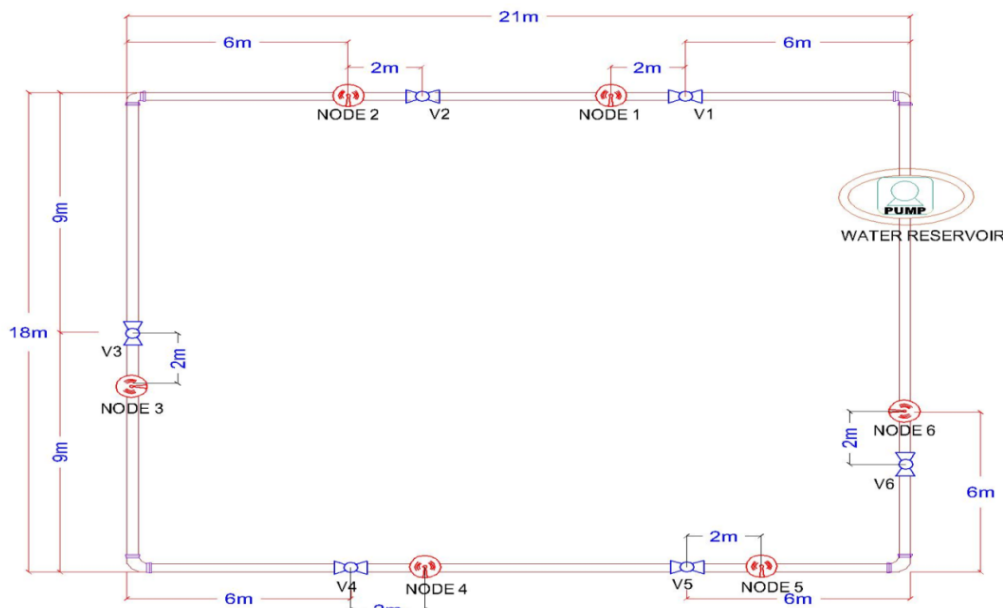 21m
6m
6m
2m
2m
NODE 2
V2
NODE 1
V1
9m
PUMP
WATER RESERVOIR
18m
V3
2m
NODE 3
NODE 6
2m
V6
9m
6m
2m
V4
NODE 4
V5
NODE 5
6m
6m